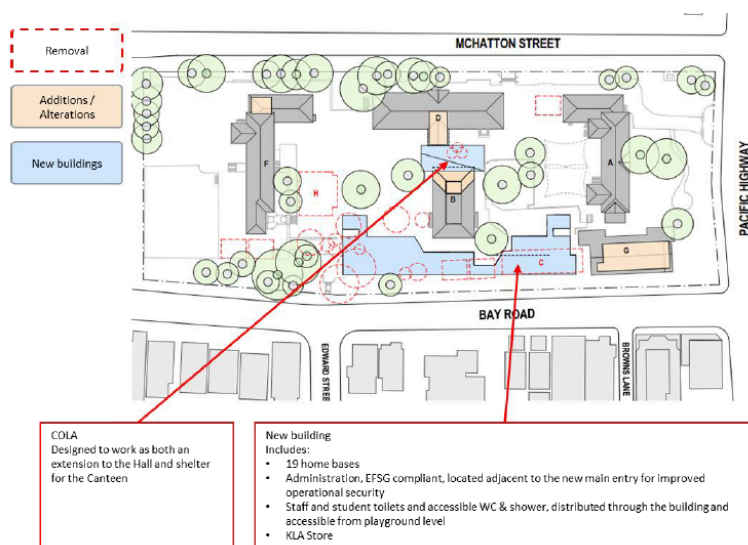 Removal
Additions /
Alterations
New buildings
MCHATTON STREET
PACIFIC HIGHWAY
D
F
A
H
B
C
G
BAY ROAD
EDWARD STREET
BROWNS LANE
COLA
Designed to work as both an
extension to the Hall and shelter
for the Canteen
New building
Includes:
• 19 home bases
• Administration, EFSG compliant, located adjacent to the new main entry for improved
operational security
• Staff and student toilets and accessible WC & shower, distributed through the building and
accessible from playground level
• KLA Store